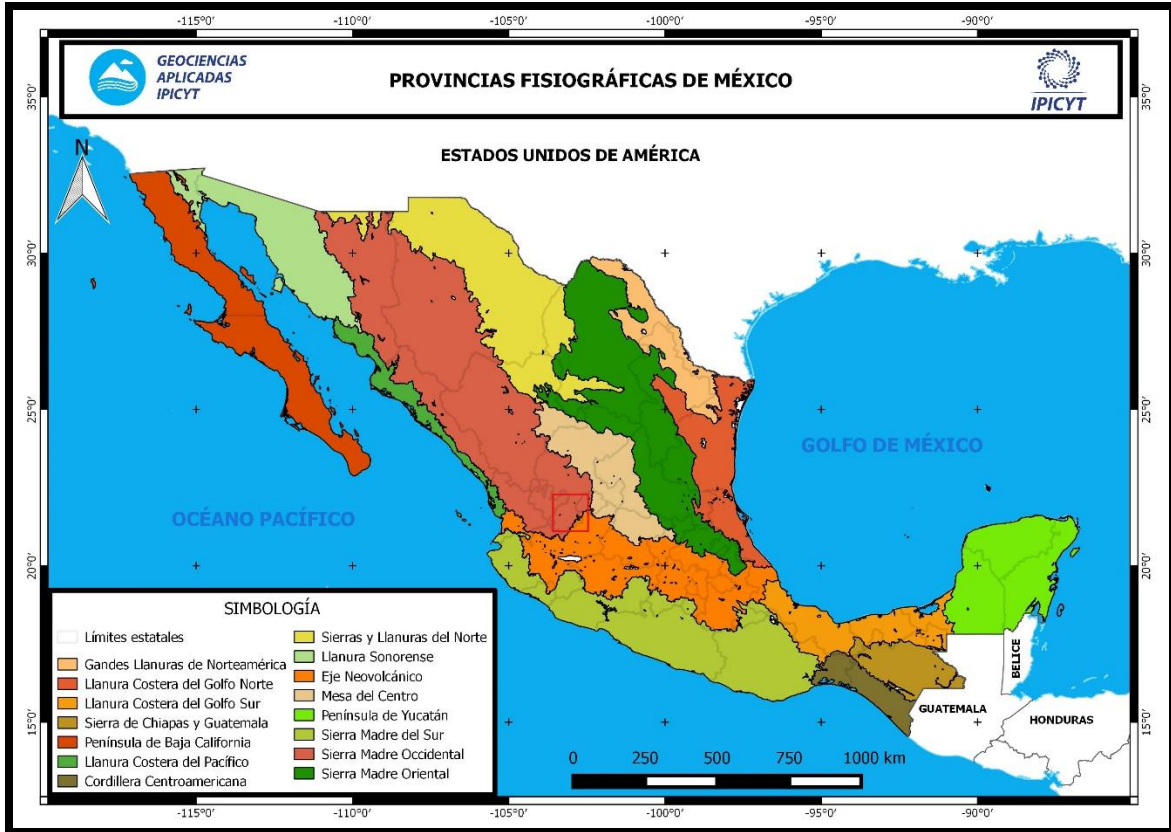 -115°0' -110°0' -105°0' -100°0' -95°0' -90°0'
GEOCIENCIAS
APLICADAS
IPICYT
PROVINCIAS FISIOGRÁFICAS DE MÉXICO
IPICYT
35°0' 35°0'
N
ESTADOS UNIDOS DE AMÉRICA
30°0' 30°0'
25°0' 25°0'
GOLFO DE MÉXICO
OCÉANO PACÍFICO
20°0' 20°0'
SIMBOLOGÍA
Límites estatales
Gandes Llanuras de Norteamérica
Llanura Costera del Golfo Norte
Llanura Costera del Golfo Sur
Sierra de Chiapas y Guatemala
Península de Baja California
Llanura Costera del Pacífico
Cordillera Centroamericana
Sierras y Llanuras del Norte
Llanura Sonorense
Eje Neovolcánico
Mesa del Centro
Península de Yucatán
Sierra Madre del Sur
Sierra Madre Occidental
Sierra Madre Oriental
BELICE
GUATEMALA
HONDURAS
15°0' 15°0'
0 250 500 750 1000 km
-115°0' -110°0' -105°0' -100°0' -95°0' -90°0'